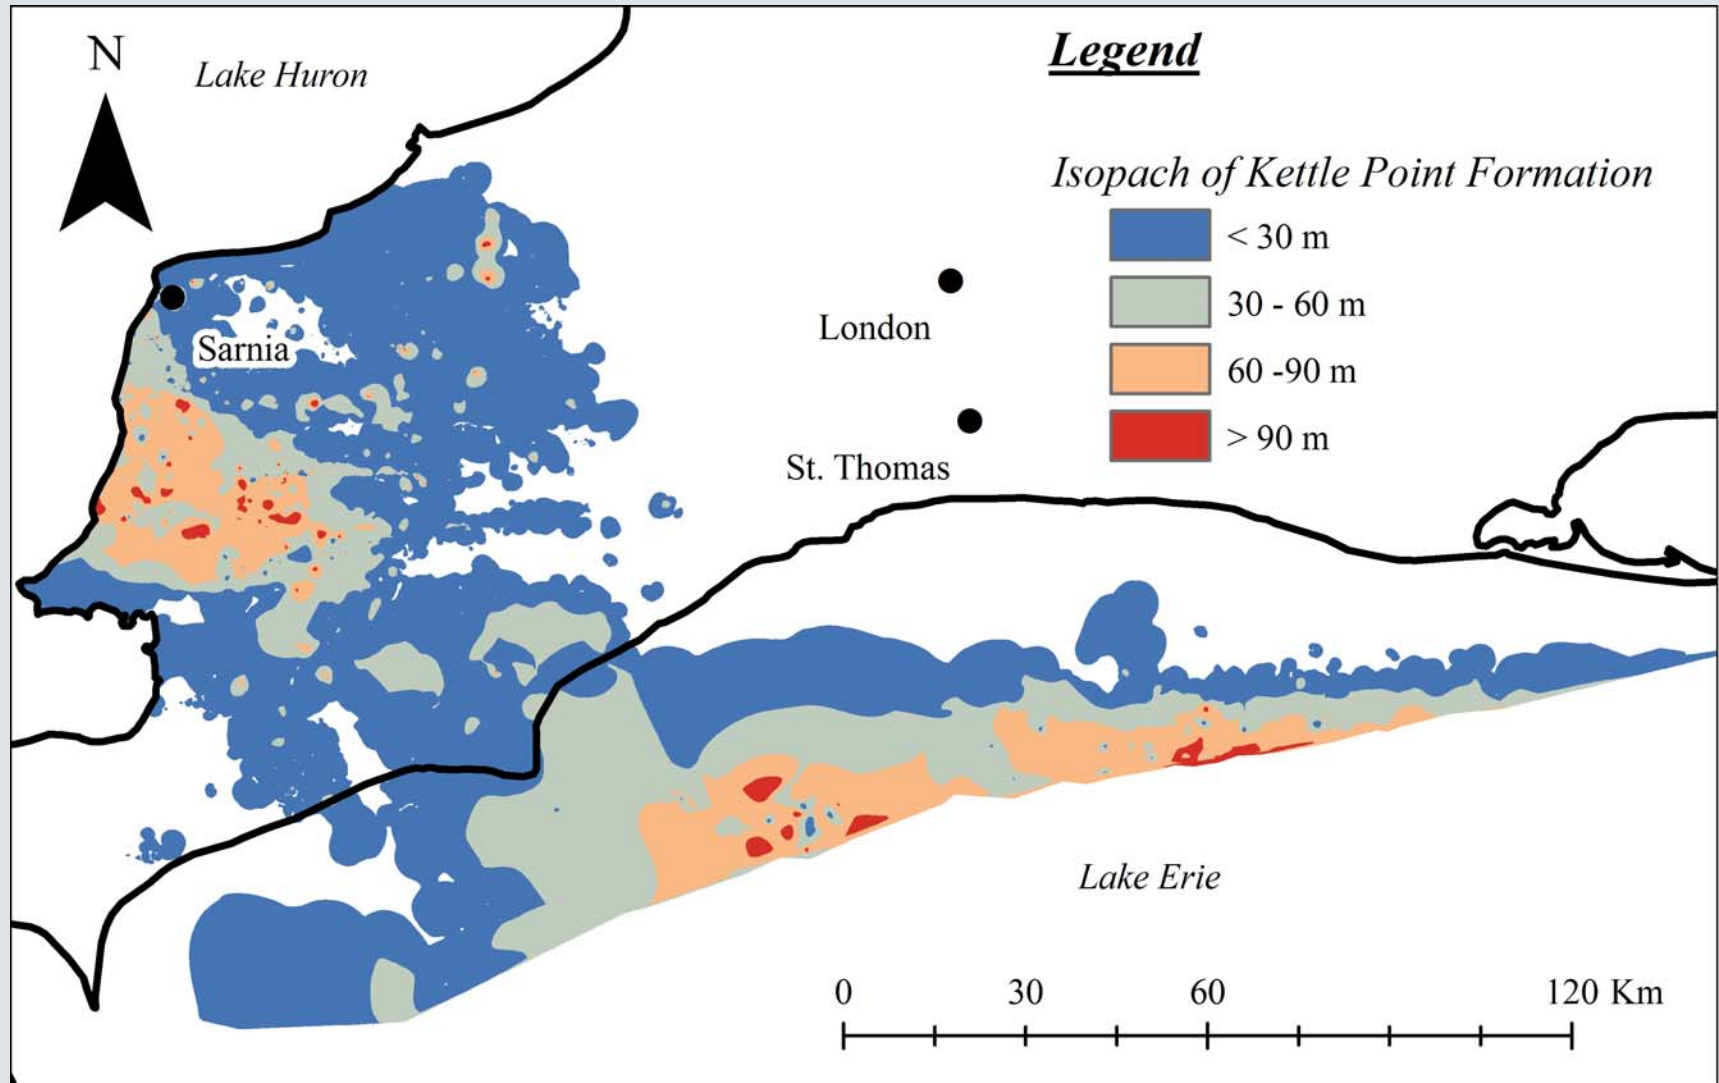 N
Lake Huron
Legend
Isopach of Kettle Point Formation
< 30 m
30 - 60 m
60 -90 m
> 90 m
Sarnia
London
St. Thomas
Lake Erie
0 30 60 120 Km